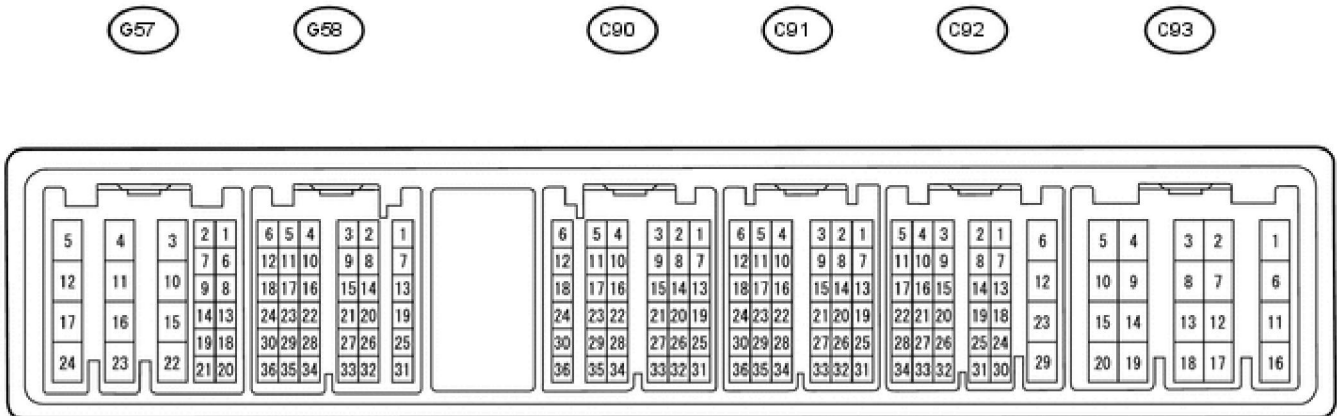 G57 G58 C90 C91 C92 C93
5 4 3 2 1 6 5 4 3 2 1 6 5 4 3 2 1 6 5 4 3 2 1 5 4 3 2 1 6 5 4 3 2 1
12 11 10 7 6 12 11 10 9 8 7 12 11 10 9 8 7 12 11 10 9 8 7 11 10 9 8 7 12 10 9 8 7 6
9 8 18 17 16 15 14 13 18 17 16 15 14 13 18 17 16 15 14 13 17 16 15 14 13
17 16 15 14 13 24 23 22 21 20 19 24 23 22 21 20 19 24 23 22 21 20 19 22 21 20 19 18 23 15 14 13 12 11
19 18 30 29 28 27 26 25 30 29 28 27 26 25 30 29 28 27 26 25 28 27 26 25 24
24 23 22 21 20 36 35 34 33 32 31 36 35 34 33 32 31 36 35 34 33 32 31 34 33 32 31 30 29 20 19 18 17 16